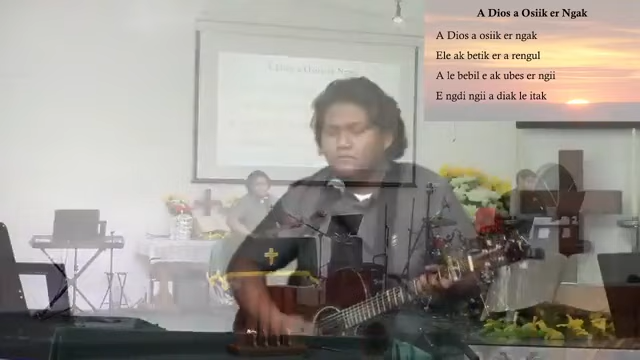 A Dios a Osiik er Ngak
A Dios a osiik er ngak
Ele ak betik er a rengul
A le bebil e ak ubes er ngii
E ngdi ngii a diak le itak